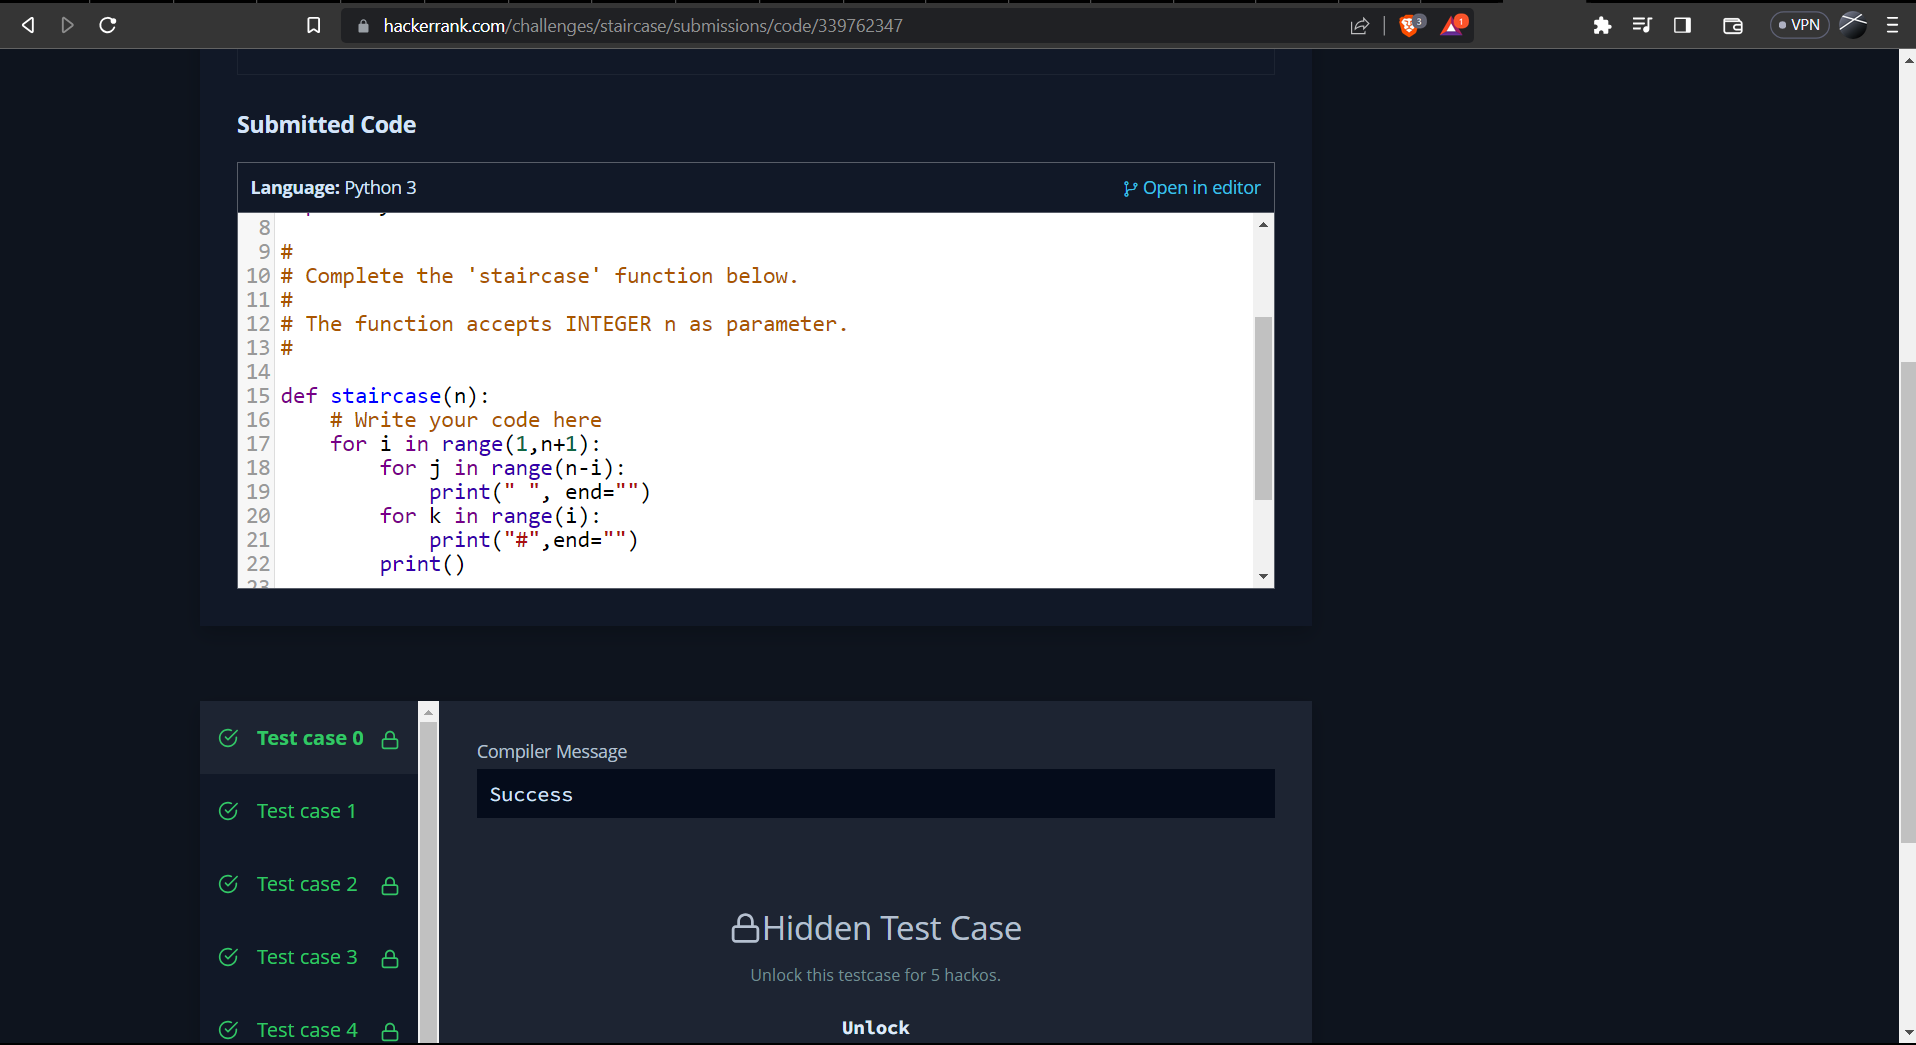 hackerrank.com/challenges/staircase/submissions/code/339762347
3
1
VPN
Submitted Code
Language: Python 3
Open in editor
8
9 #
10 # Complete the 'staircase' function below.
11 #
12 # The function accepts INTEGER n as parameter.
13 #
14
15 def staircase(n):
16     # Write your code here
17     for i in range(1,n+1):
18         for j in range(n-i):
19             print(" ", end="")
20         for k in range(i):
21             print("#",end="")
22         print()
23
Test case 0
Test case 1
Test case 2
Test case 3
Test case 4
Compiler Message
Success
Hidden Test Case
Unlock this testcase for 5 hackos.
Unlock